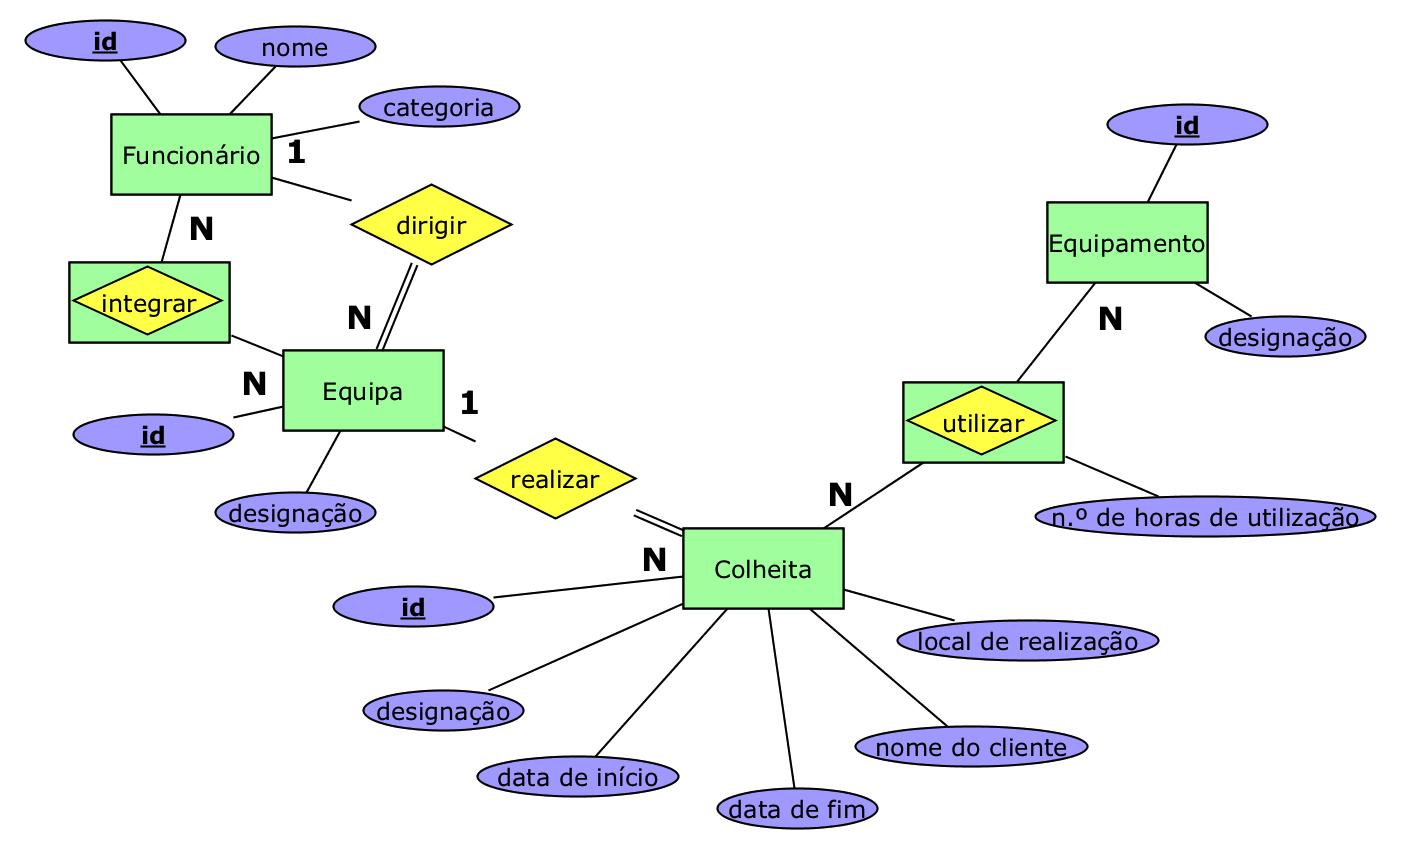 id
nome
categoria
Funcionário
1
dirigir
N
integrar
N
Equipa
N
id
designação
1
realizar
N
Colheita
id
designação
data de início
data de fim
nome do cliente
local de realização
id
Equipamento
designação
N
utilizar
N
n.º de horas de utilização